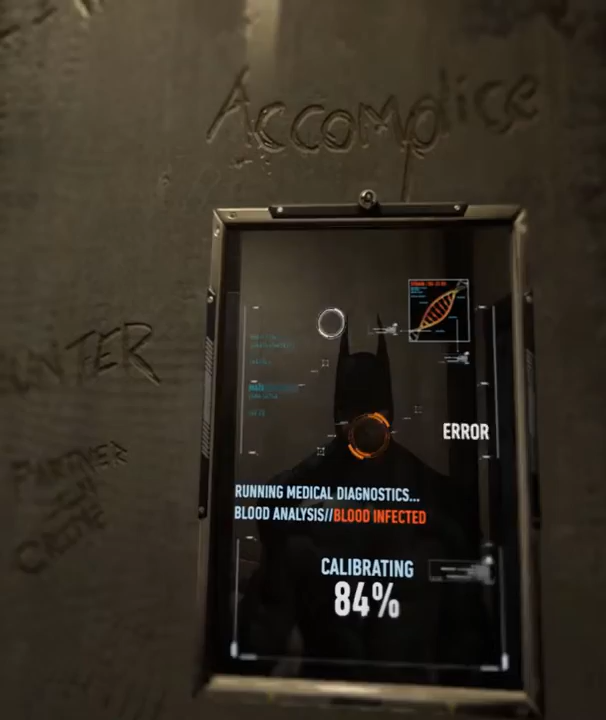 Accomplice
NTER
PARTNER
CRIME
ERROR
RUNNING MEDICAL DIAGNOSTICS...
BLOOD ANALYSIS//BLOOD INFECTED
CALIBRATING
84%